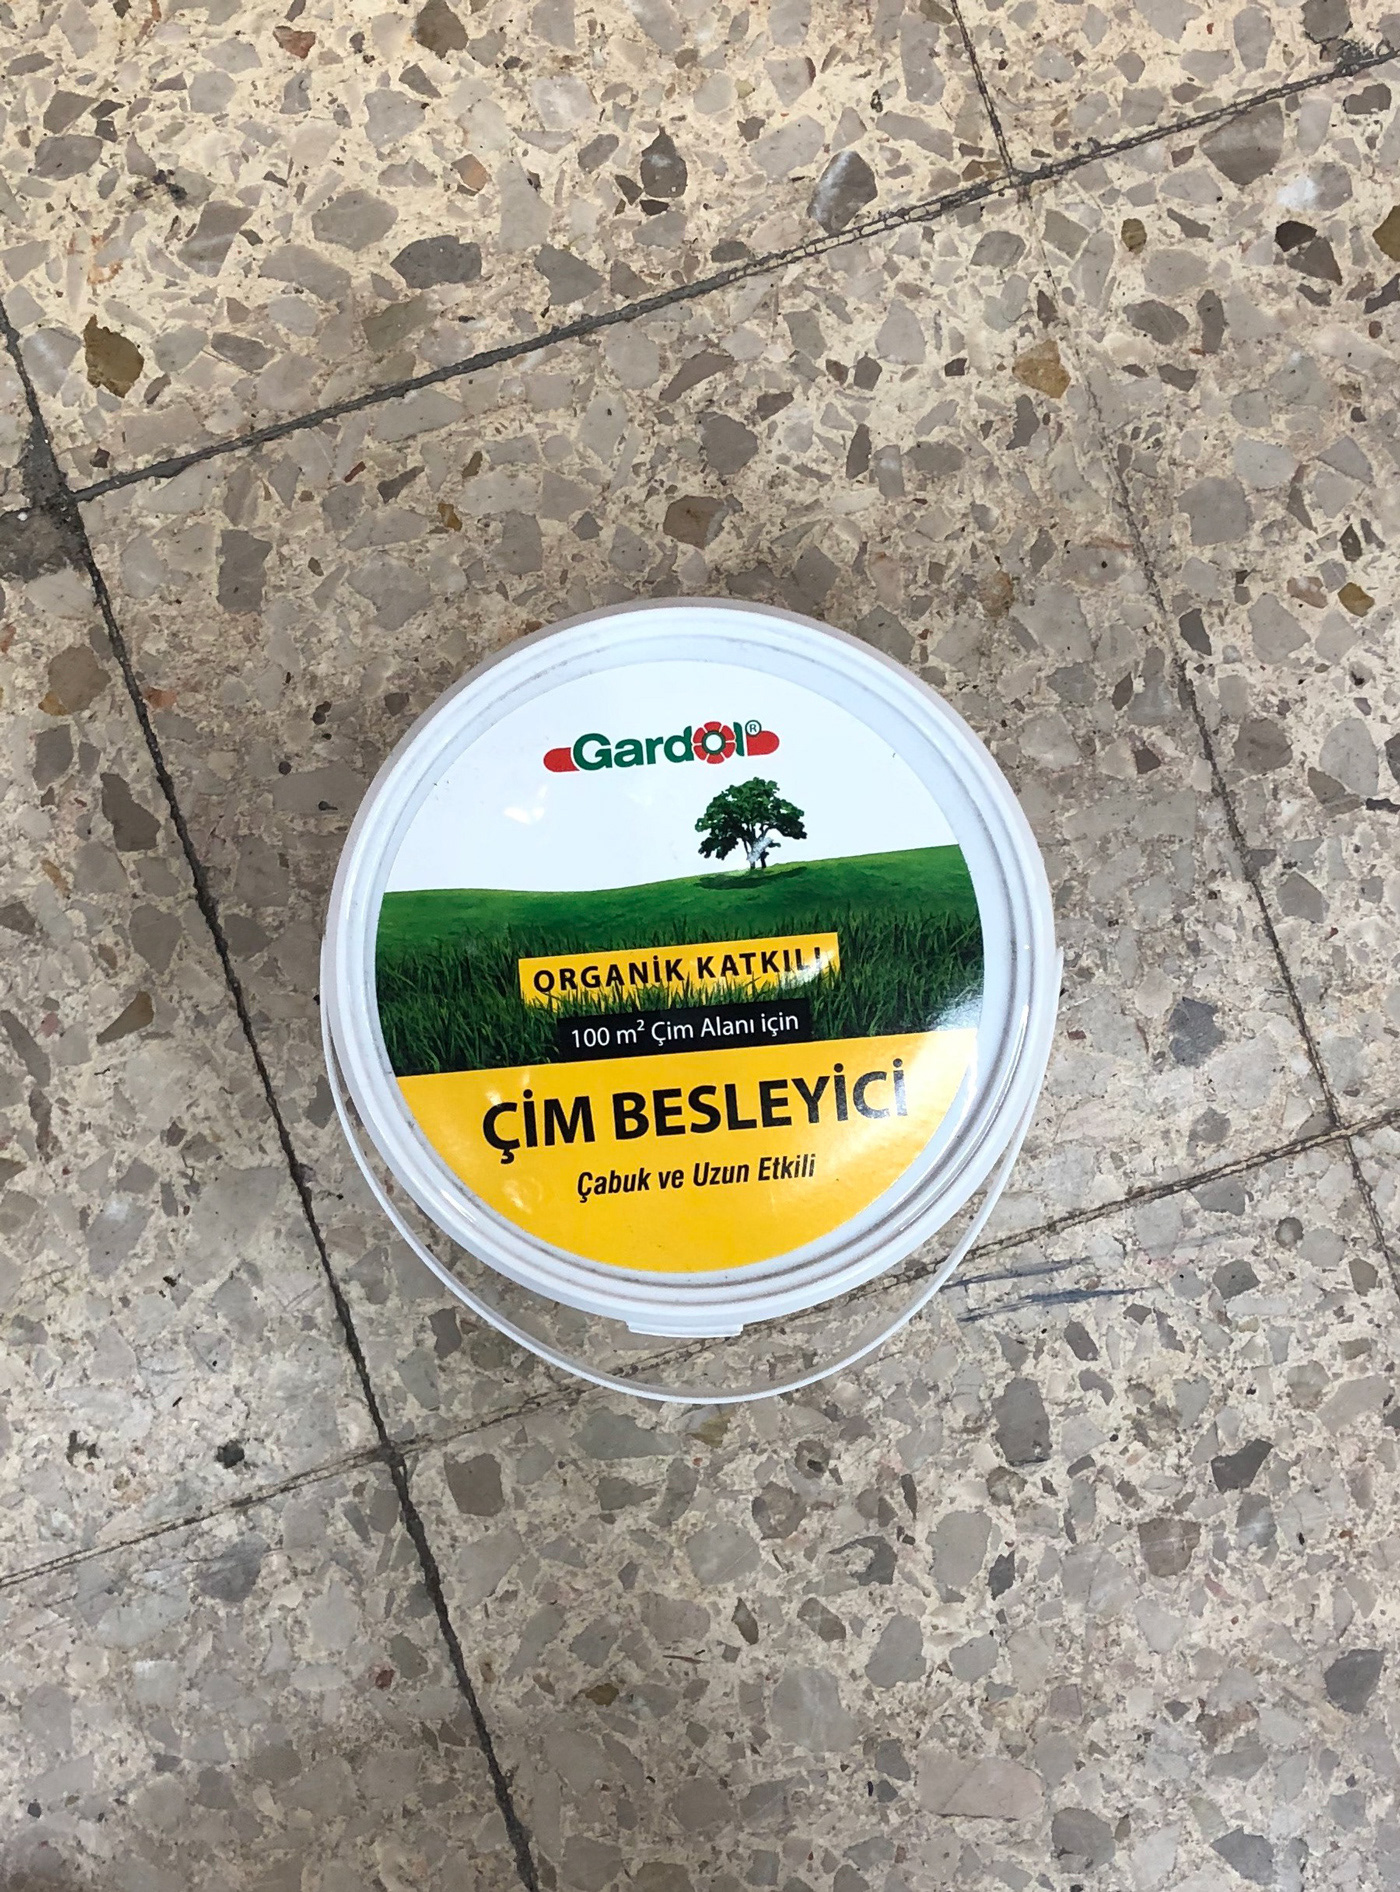 Gardol®
ORGANİK KATKILI
100 m² Çim Alanı için
ÇİM BESLEYİCİ
Çabuk ve Uzun Etkili